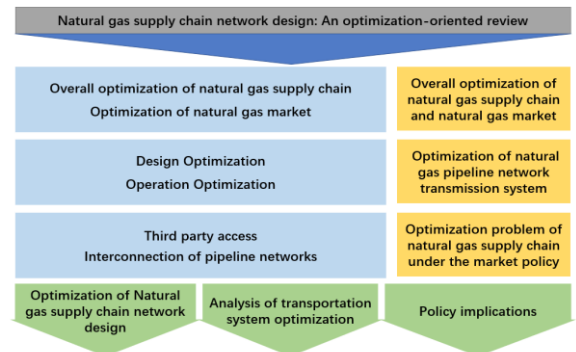 Natural gas supply chain network design: An optimization-oriented review
Overall optimization of natural gas supply chain
Optimization of natural gas market
Overall optimization of
natural gas supply chain
and natural gas market
Design Optimization
Operation Optimization
Optimization of natural
gas pipeline network
transmission system
Third party access
Interconnection of pipeline networks
Optimization problem of
natural gas supply chain
under the market policy
Optimization of Natural
gas supply chain network
design
Analysis of transportation
system optimization
Policy implications